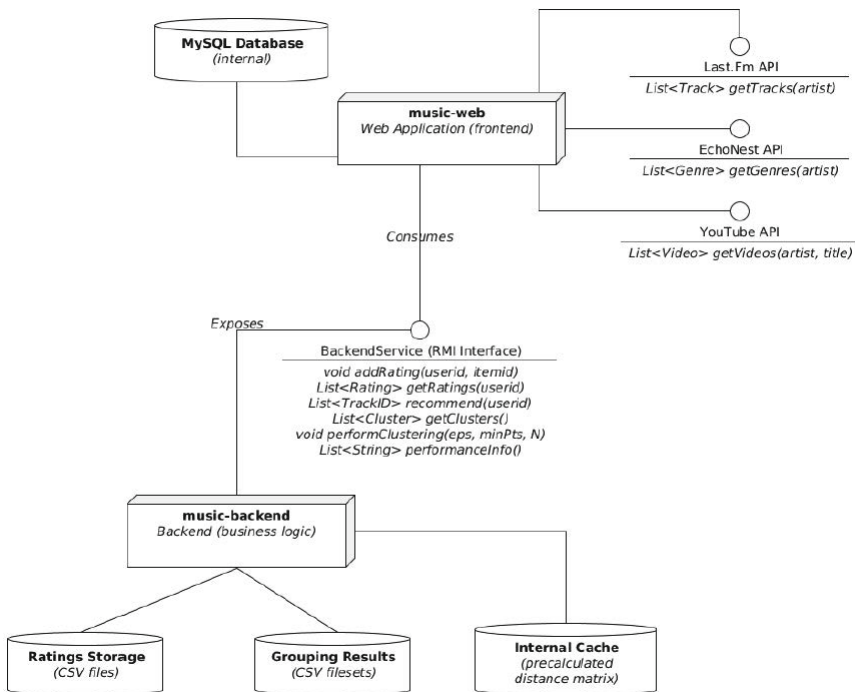 MySQL Database
(internal)
music-web
Web Application (frontend)
Last.Fm API
List<Track> getTracks(artist)
EchoNest API
List<Genre> getGenres(artist)
YouTube API
List<Video> getVideos(artist, title)
Consumes
Exposes
BackendService (RMI Interface)
void addRating(userid, itemid)
List<Rating> getRatings(userid)
List<TrackID> recommend(userid)
List<Cluster> getClusters()
void performClustering(eps, minPts, N)
List<String> performanceInfo()
music-backend
Backend (business logic)
Ratings Storage
(CSV files)
Grouping Results
(CSV filesets)
Internal Cache
(precalculated
distance matrix)